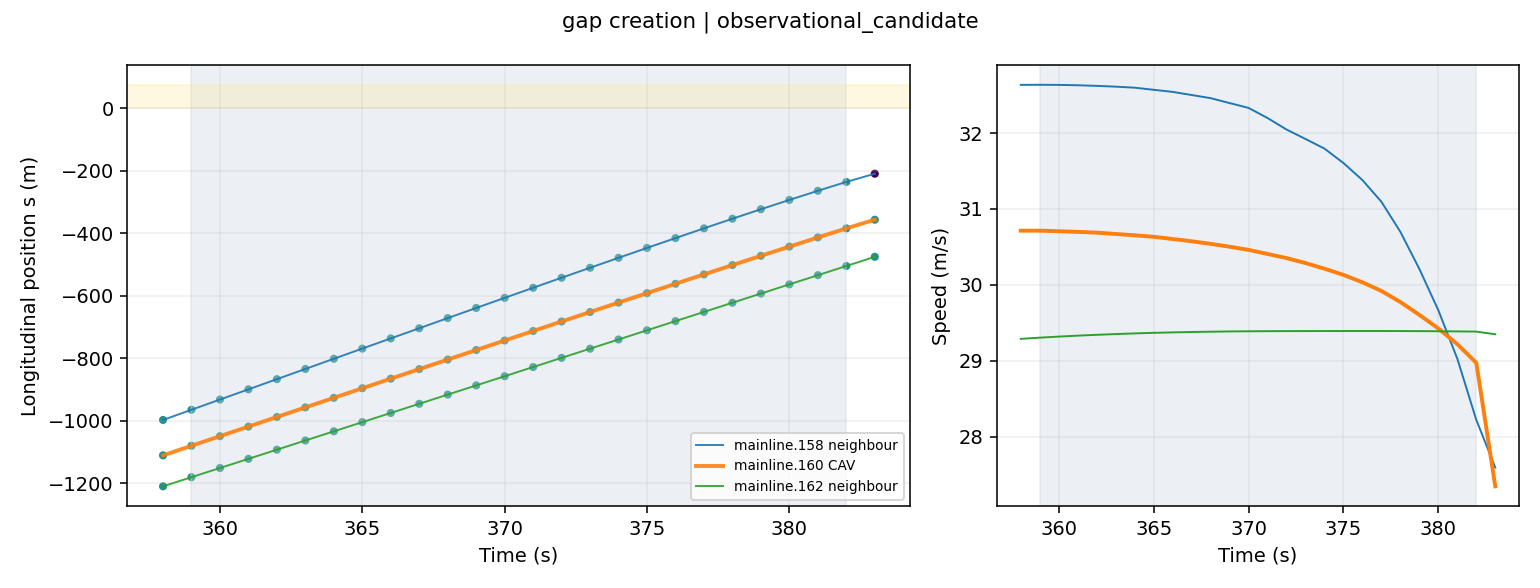 gap creation | observational_candidate
Longitudinal position s (m)
0
−200
−400
−600
−800
−1000
−1200
360
365
370
375
380
Time (s)
mainline.158 neighbour
mainline.160 CAV
mainline.162 neighbour
Speed (m/s)
32
31
30
29
28
360
365
370
375
380
Time (s)